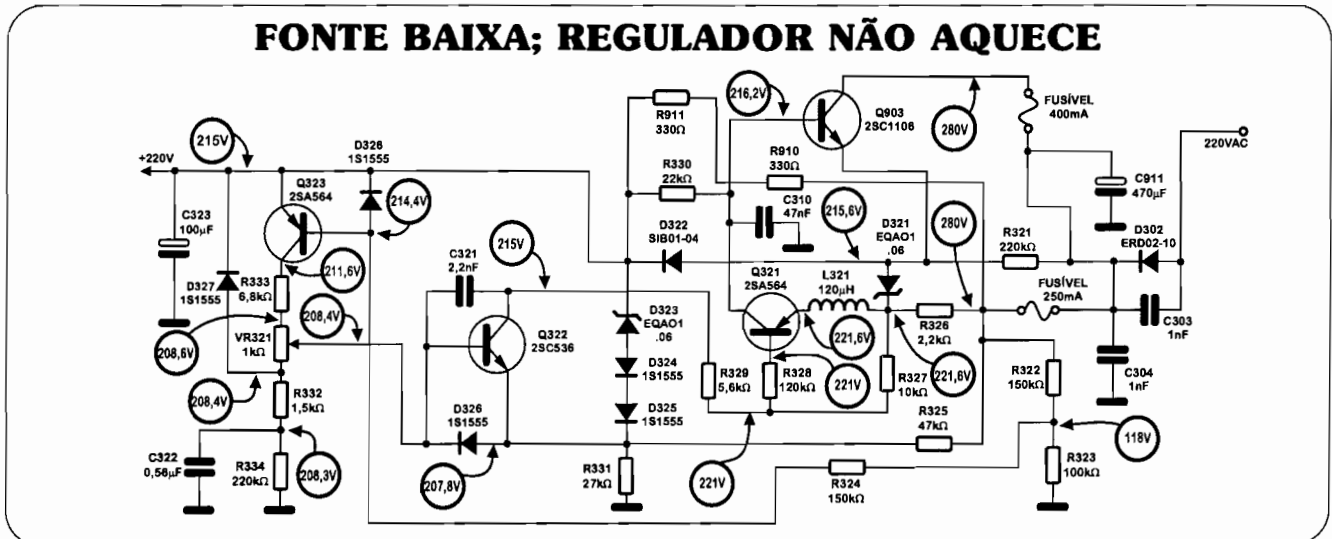 FONTE BAIXA; REGULADOR NÃO AQUECE
216,2V
Q903
2SC1106
R911
330Ω
280V
FUSÍVEL
400mA
220VAC
215V
+220V
D328
1S1555
R910
330Ω
R330
22kΩ
C911
470µF
Q323
2SA564
214,4V
C310
47nF
215,6V
D321
EQAO1
.06
280V
R321
220kΩ
D302
ERD02-10
C323
100µF
D322
SIB01-04
C321
2,2nF
215V
Q321
2SA564
L321
120µH
FUSÍVEL
250mA
211,6V
D327
1S1555
R333
6,8kΩ
208,4V
D323
EQAO1
.06
R326
2,2kΩ
C303
1nF
Q322
2SC536
221,6V
208,6V
VR321
1kΩ
D324
1S1555
R329
5,6kΩ
R328
120kΩ
221V
R327
10kΩ
221,6V
R322
150kΩ
C304
1nF
208,4V
R332
1,5kΩ
D326
1S1555
D325
1S1555
R325
47kΩ
118V
C322
0,56µF
R334
220kΩ
208,3V
207,8V
R331
27kΩ
221V
R324
150kΩ
R323
100kΩ